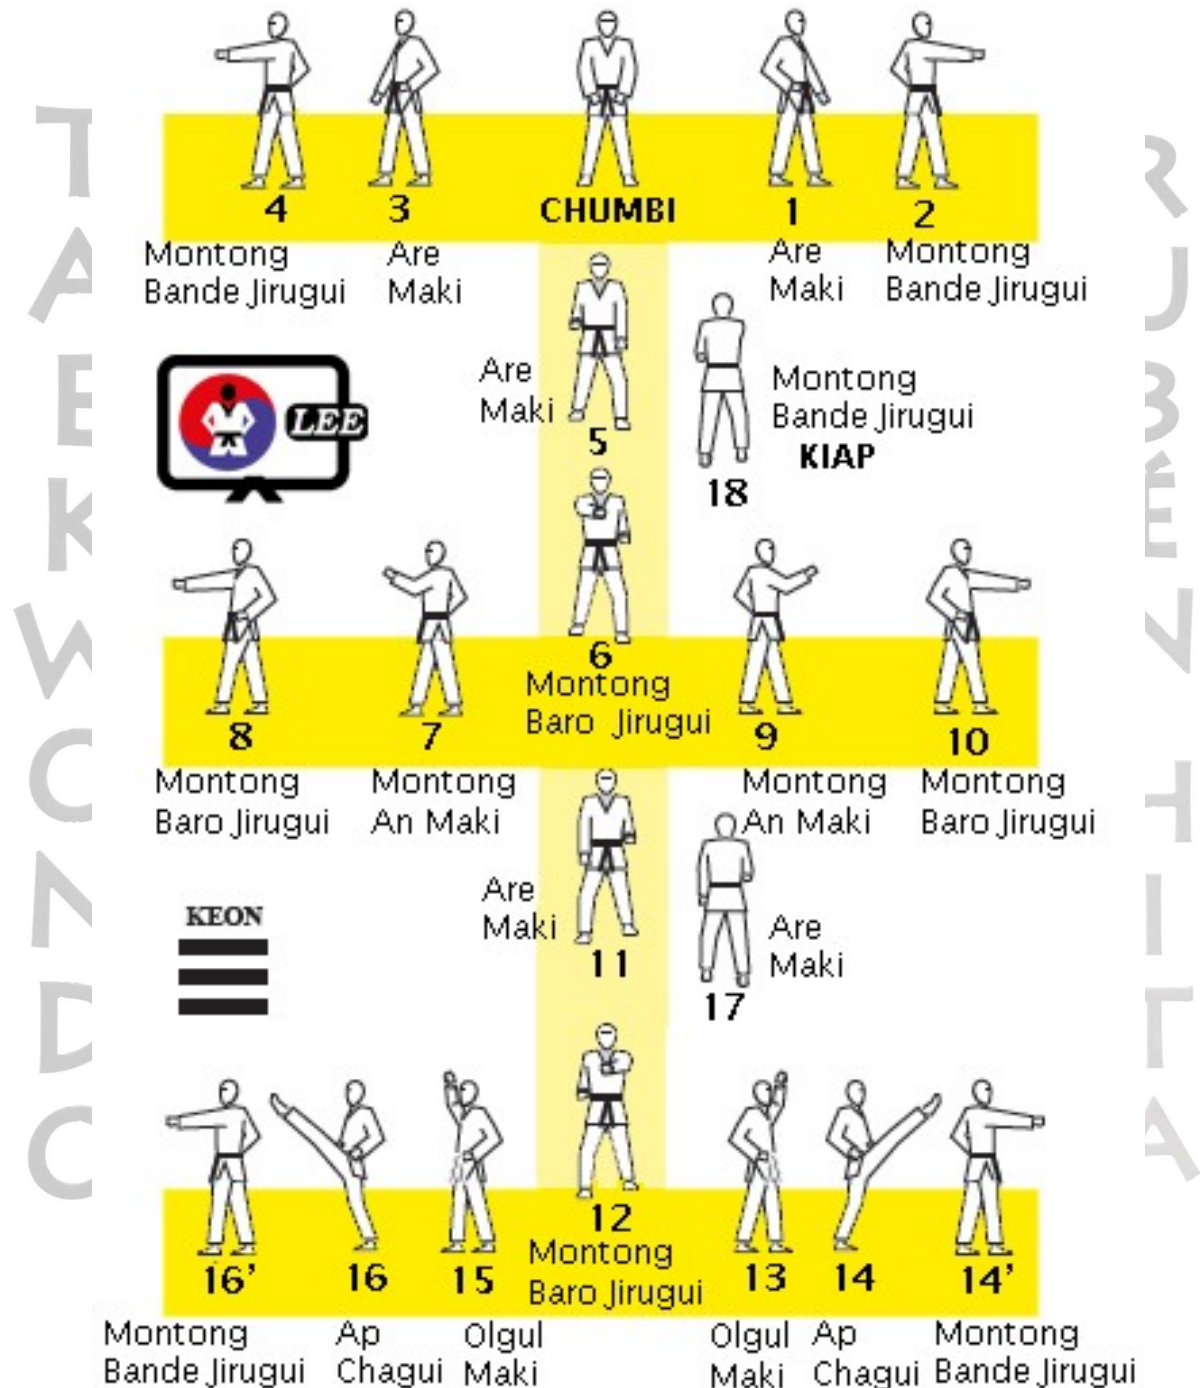 TAEKWONDO
RUBÉN HILTA
4
3
CHUMBI
1
2
Montong
Bande Jirugui
Are
Maki
Are
Maki
Montong
Bande Jirugui
Are
Maki
5
LEE
Montong
Bande Jirugui
KIAP
18
6
Montong
Baro Jirugui
8
7
9
10
Montong
Baro Jirugui
Montong
An Maki
Montong
An Maki
Montong
Baro Jirugui
Are
Maki
11
KEON
Are
Maki
17
12
Montong
Baro Jirugui
16’
16
15
13
14
14’
Montong
Bande Jirugui
Ap
Chagui
Olgul
Maki
Olgul
Maki
Ap
Chagui
Montong
Bande Jirugui